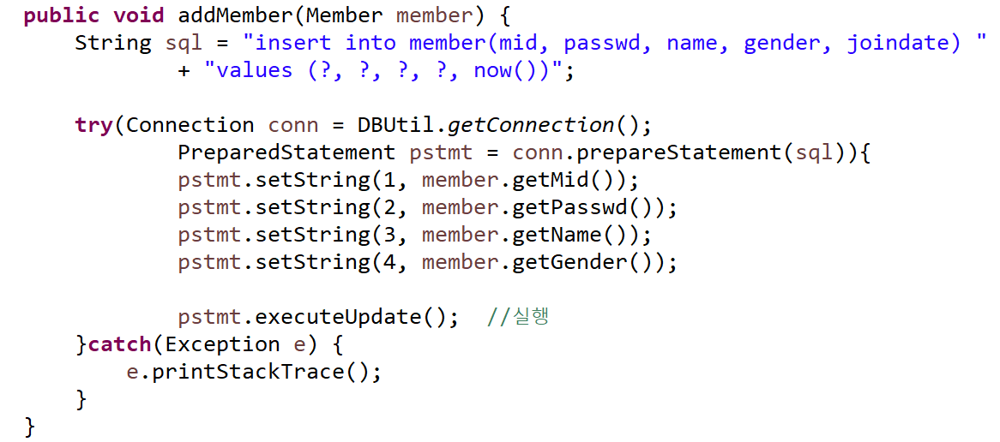 public void addMember(Member member) {
    String sql = "insert into member(mid, passwd, name, gender, joindate) "
            + "values (?, ?, ?, ?, now())";

    try(Connection conn = DBUtil.getConnection();
            PreparedStatement pstmt = conn.prepareStatement(sql)){
            pstmt.setString(1, member.getMid());
            pstmt.setString(2, member.getPasswd());
            pstmt.setString(3, member.getName());
            pstmt.setString(4, member.getGender());

            pstmt.executeUpdate();  //실행
    }catch(Exception e) {
        e.printStackTrace();
    }
}